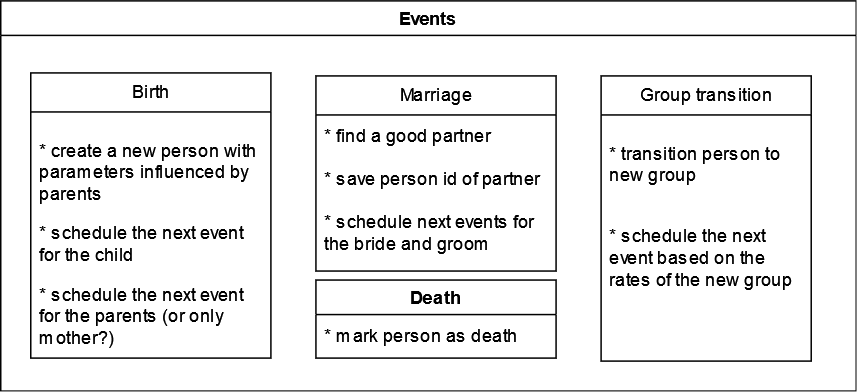 Events
Birth
* create a new person with
parameters influenced by
parents
* schedule the next event
for the child
* schedule the next event
for the parents (or only
mother?)
Marriage
* find a good partner
* save person id of partner
* schedule next events for
the bride and groom
Death
* mark person as death
Group transition
* transition person to
new group
* schedule the next
event based on the
rates of the new group